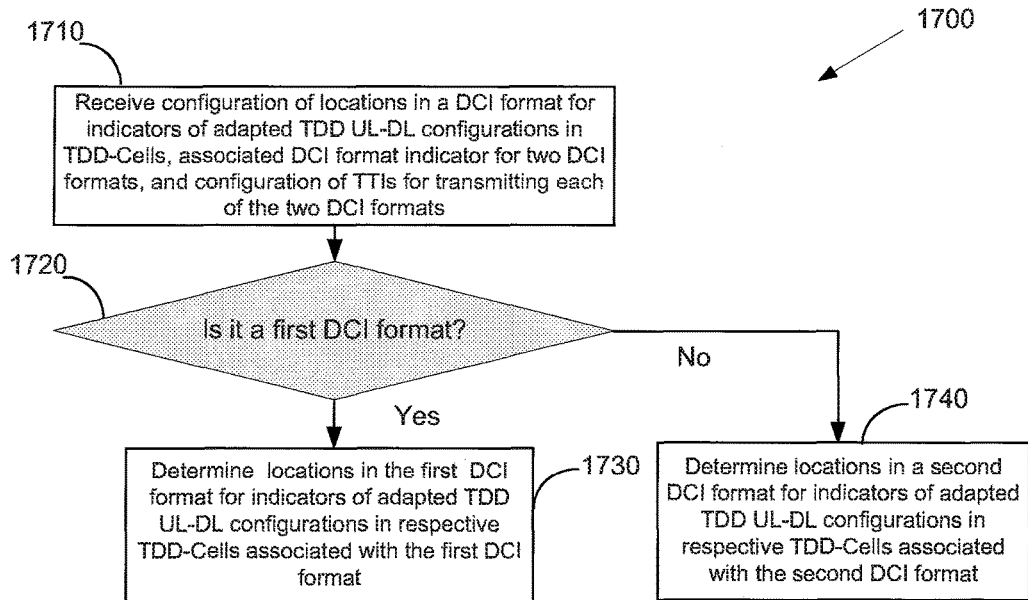 1700
1710
Receive configuration of locations in a DCI format for
indicators of adapted TDD UL-DL configurations in
TDD-Cells, associated DCI format indicator for two DCI
formats, and configuration of TTIs for transmitting each
of the two DCI formats
1720
Is it a first DCI format?
No
Yes
1740
1730
Determine locations in the first DCI
format for indicators of adapted TDD
UL-DL configurations in respective
TDD-Cells associated with the first DCI
format
Determine locations in a second
DCI format for indicators of adapted
TDD UL-DL configurations in
respective TDD-Cells associated
with the second DCI format